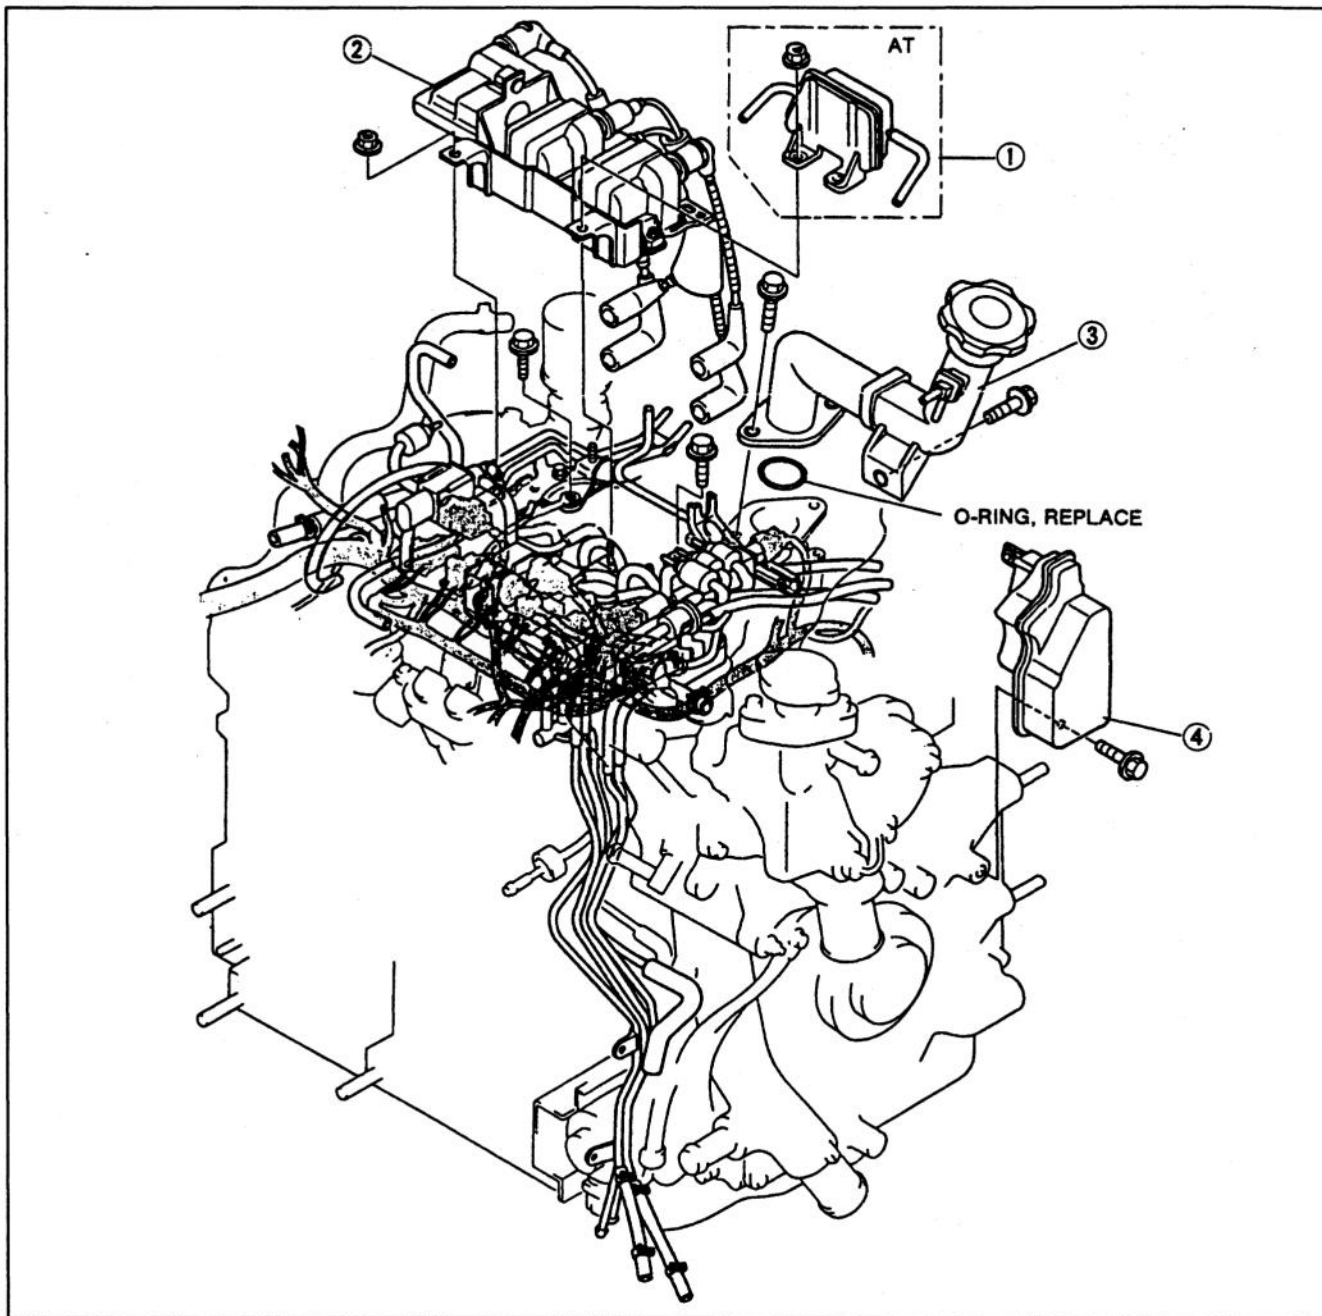 ②
AT
①
③
O-RING, REPLACE
④